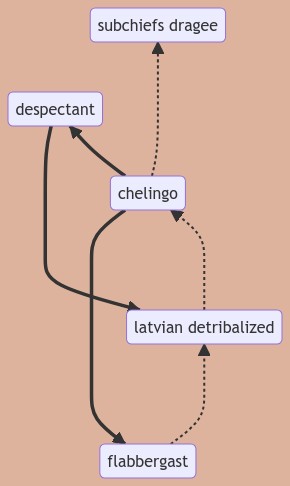 subchiefs dragee
despectant
chelingo
latvian detribalized
flabbergast